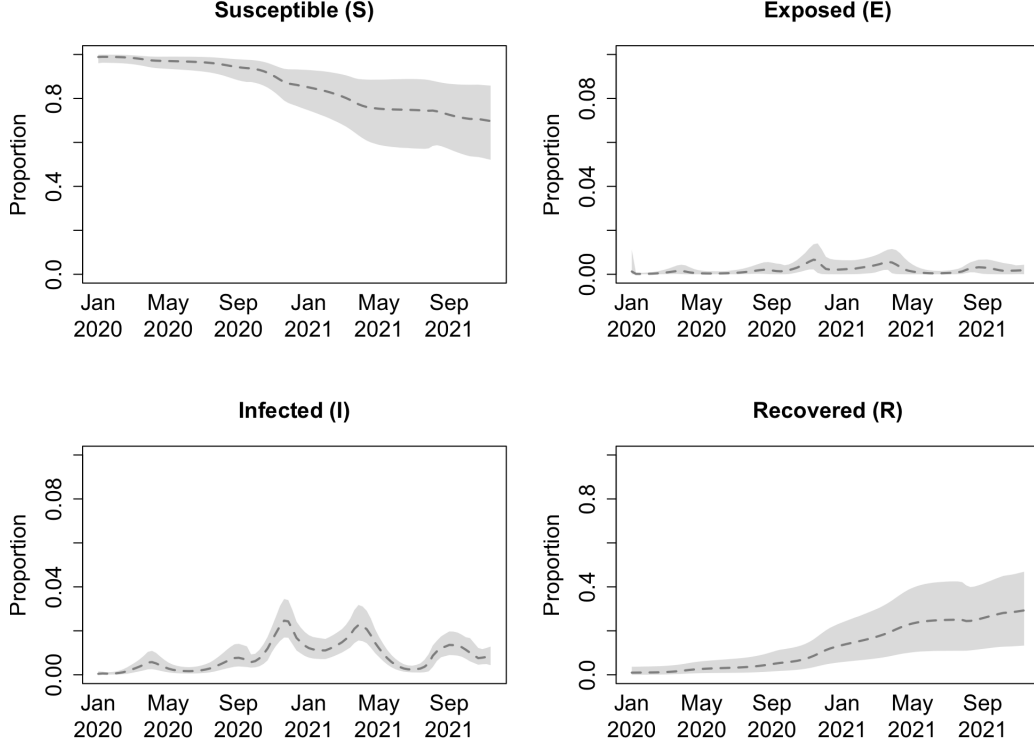 Susceptible (S)
Proportion
0.8
0.4
0.0
Jan May Sep Jan May Sep
2020 2020 2020 2021 2021 2021
Exposed (E)
Proportion
0.08
0.04
0.00
Jan May Sep Jan May Sep
2020 2020 2020 2021 2021 2021
Infected (I)
Proportion
0.08
0.04
0.00
Jan May Sep Jan May Sep
2020 2020 2020 2021 2021 2021
Recovered (R)
Proportion
0.8
0.4
0.0
Jan May Sep Jan May Sep
2020 2020 2020 2021 2021 2021